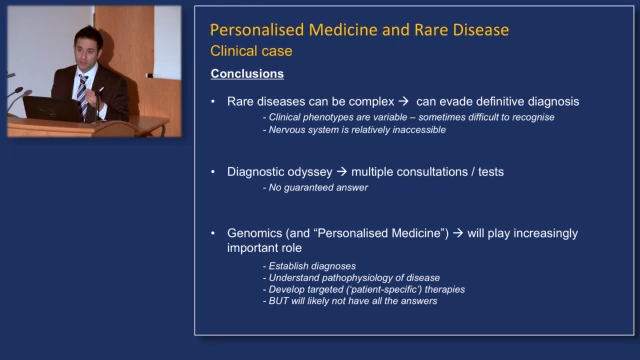 Personalised Medicine and Rare Disease
Clinical case
Conclusions
• Rare diseases can be complex → can evade definitive diagnosis
- Clinical phenotypes are variable – sometimes difficult to recognise
- Nervous system is relatively inaccessible
• Diagnostic odyssey → multiple consultations / tests
- No guaranteed answer
• Genomics (and “Personalised Medicine”) → will play increasingly
important role
- Establish diagnoses
- Understand pathophysiology of disease
- Develop targeted (‘patient-specific’) therapies
- BUT will likely not have all the answers